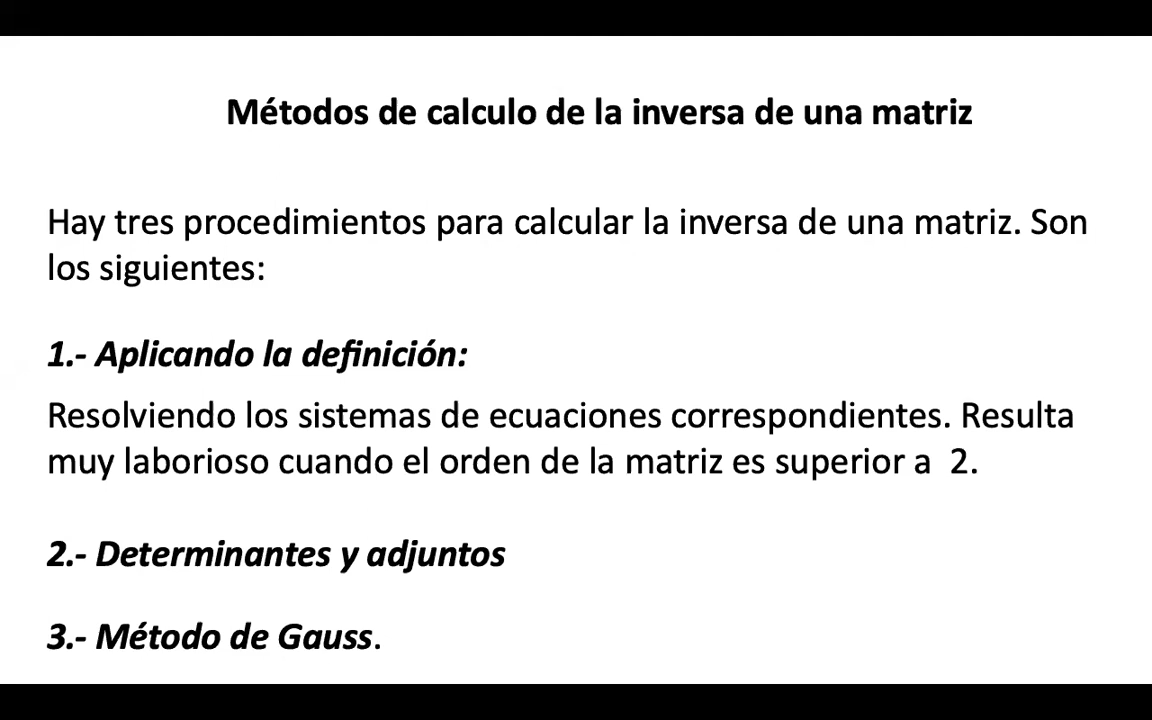 Métodos de calculo de la inversa de una matriz
Hay tres procedimientos para calcular la inversa de una matriz. Son
los siguientes:
1.- Aplicando la definición:
Resolviendo los sistemas de ecuaciones correspondientes. Resulta
muy laborioso cuando el orden de la matriz es superior a  2.
2.- Determinantes y adjuntos
3.- Método de Gauss.